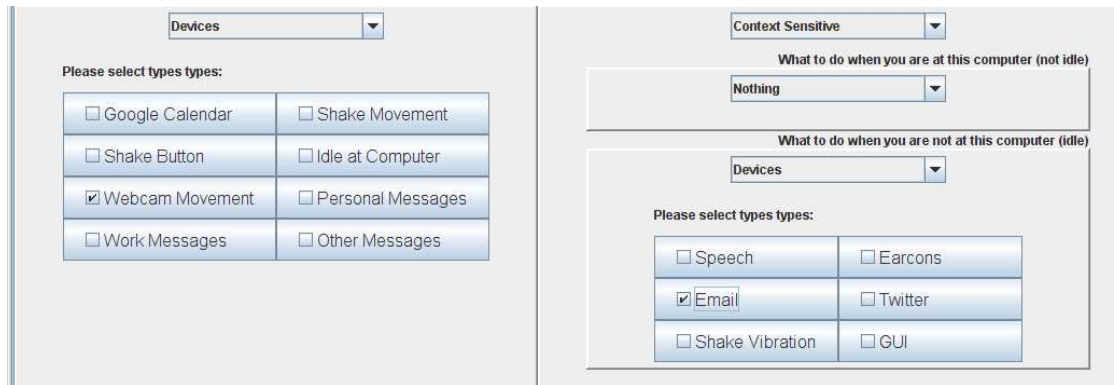 Devices
Please select types types:
Google Calendar
Shake Movement
Shake Button
Idle at Computer
Webcam Movement
Personal Messages
Work Messages
Other Messages
Context Sensitive
What to do when you are at this computer (not idle)
Nothing
What to do when you are not at this computer (idle)
Devices
Please select types types:
Speech
Earcons
Email
Twitter
Shake Vibration
GUI